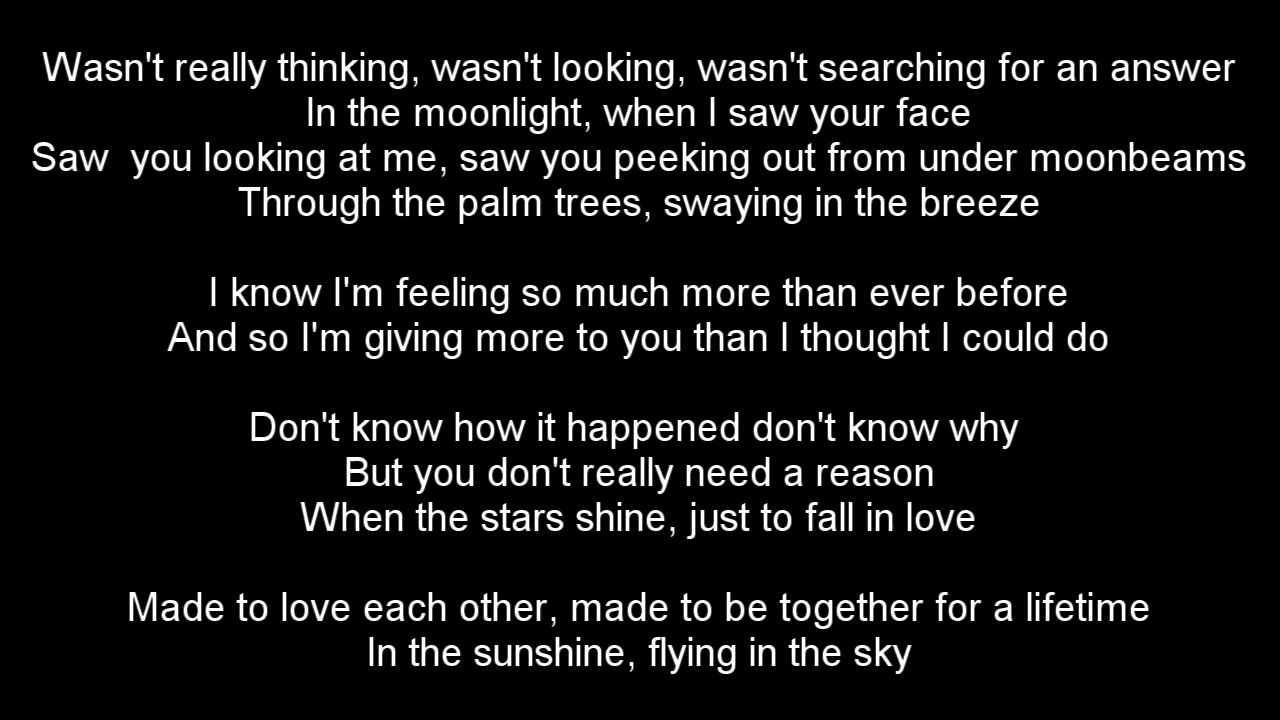 Wasn't really thinking, wasn't looking, wasn't searching for an answer
In the moonlight, when I saw your face
Saw  you looking at me, saw you peeking out from under moonbeams
Through the palm trees, swaying in the breeze
I know I'm feeling so much more than ever before
And so I'm giving more to you than I thought I could do
Don't know how it happened don't know why
But you don't really need a reason
When the stars shine, just to fall in love
Made to love each other, made to be together for a lifetime
In the sunshine, flying in the sky